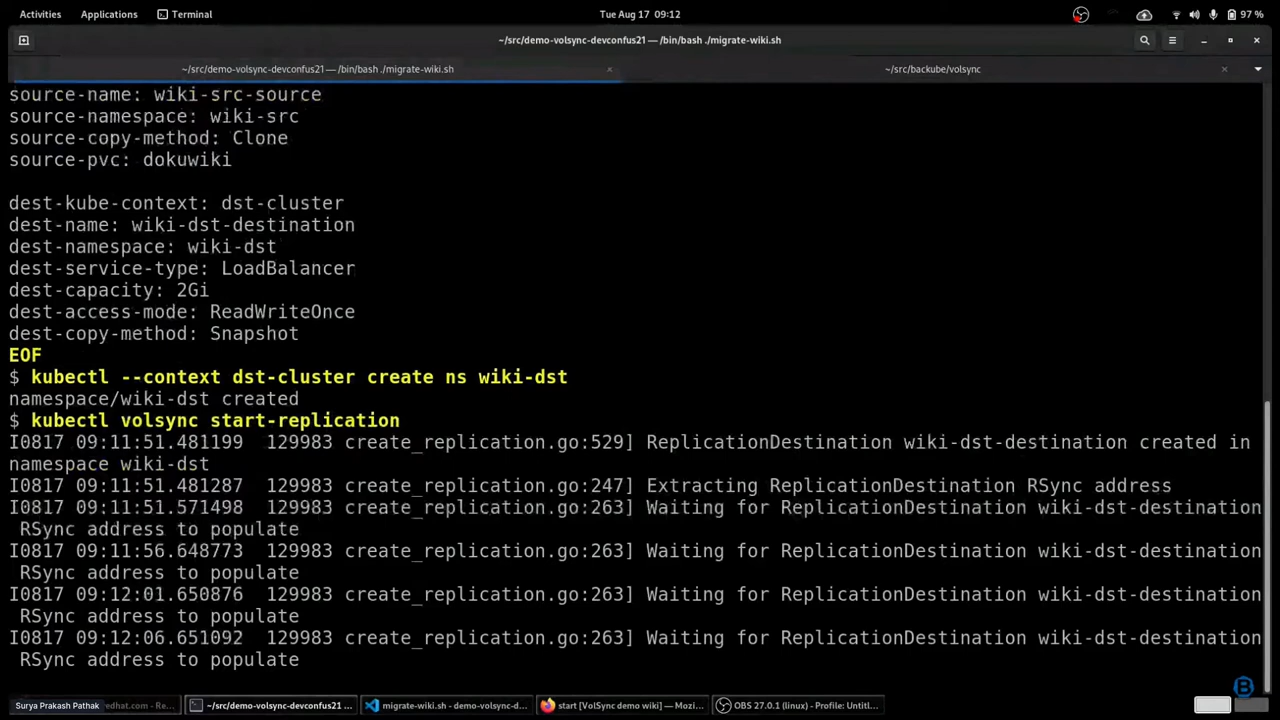 Activities Applications Terminal Tue Aug 17 09:12 97 %
~/src/demo-volsync-devconfus21 — /bin/bash ./migrate-wiki.sh
~/src/demo-volsync-devconfus21 — /bin/bash ./migrate-wiki.sh ~/src/backube/volsync
source-name: wiki-src-source
source-namespace: wiki-src
source-copy-method: Clone
source-pvc: dokuwiki
dest-kube-context: dst-cluster
dest-name: wiki-dst-destination
dest-namespace: wiki-dst
dest-service-type: LoadBalancer
dest-capacity: 2Gi
dest-access-mode: ReadWriteOnce
dest-copy-method: Snapshot
EOF
$ kubectl --context dst-cluster create ns wiki-dst
namespace/wiki-dst created
$ kubectl volsync start-replication
I0817 09:11:51.481199  129983 create_replication.go:529] ReplicationDestination wiki-dst-destination created in
namespace wiki-dst
I0817 09:11:51.481287  129983 create_replication.go:247] Extracting ReplicationDestination RSync address
I0817 09:11:51.571498  129983 create_replication.go:263] Waiting for ReplicationDestination wiki-dst-destination
RSync address to populate
I0817 09:11:56.648773  129983 create_replication.go:263] Waiting for ReplicationDestination wiki-dst-destination
RSync address to populate
I0817 09:12:01.650876  129983 create_replication.go:263] Waiting for ReplicationDestination wiki-dst-destination
RSync address to populate
I0817 09:12:06.651092  129983 create_replication.go:263] Waiting for ReplicationDestination wiki-dst-destination
RSync address to populate
Surya Prakash Pathak edhat.com - Re... ~/src/demo-volsync-devconfus21 ... migrate-wiki.sh - demo-volsync-d... start [VolSync demo wiki] — Mozi... OBS 27.0.1 (linux) - Profile: Untitl...